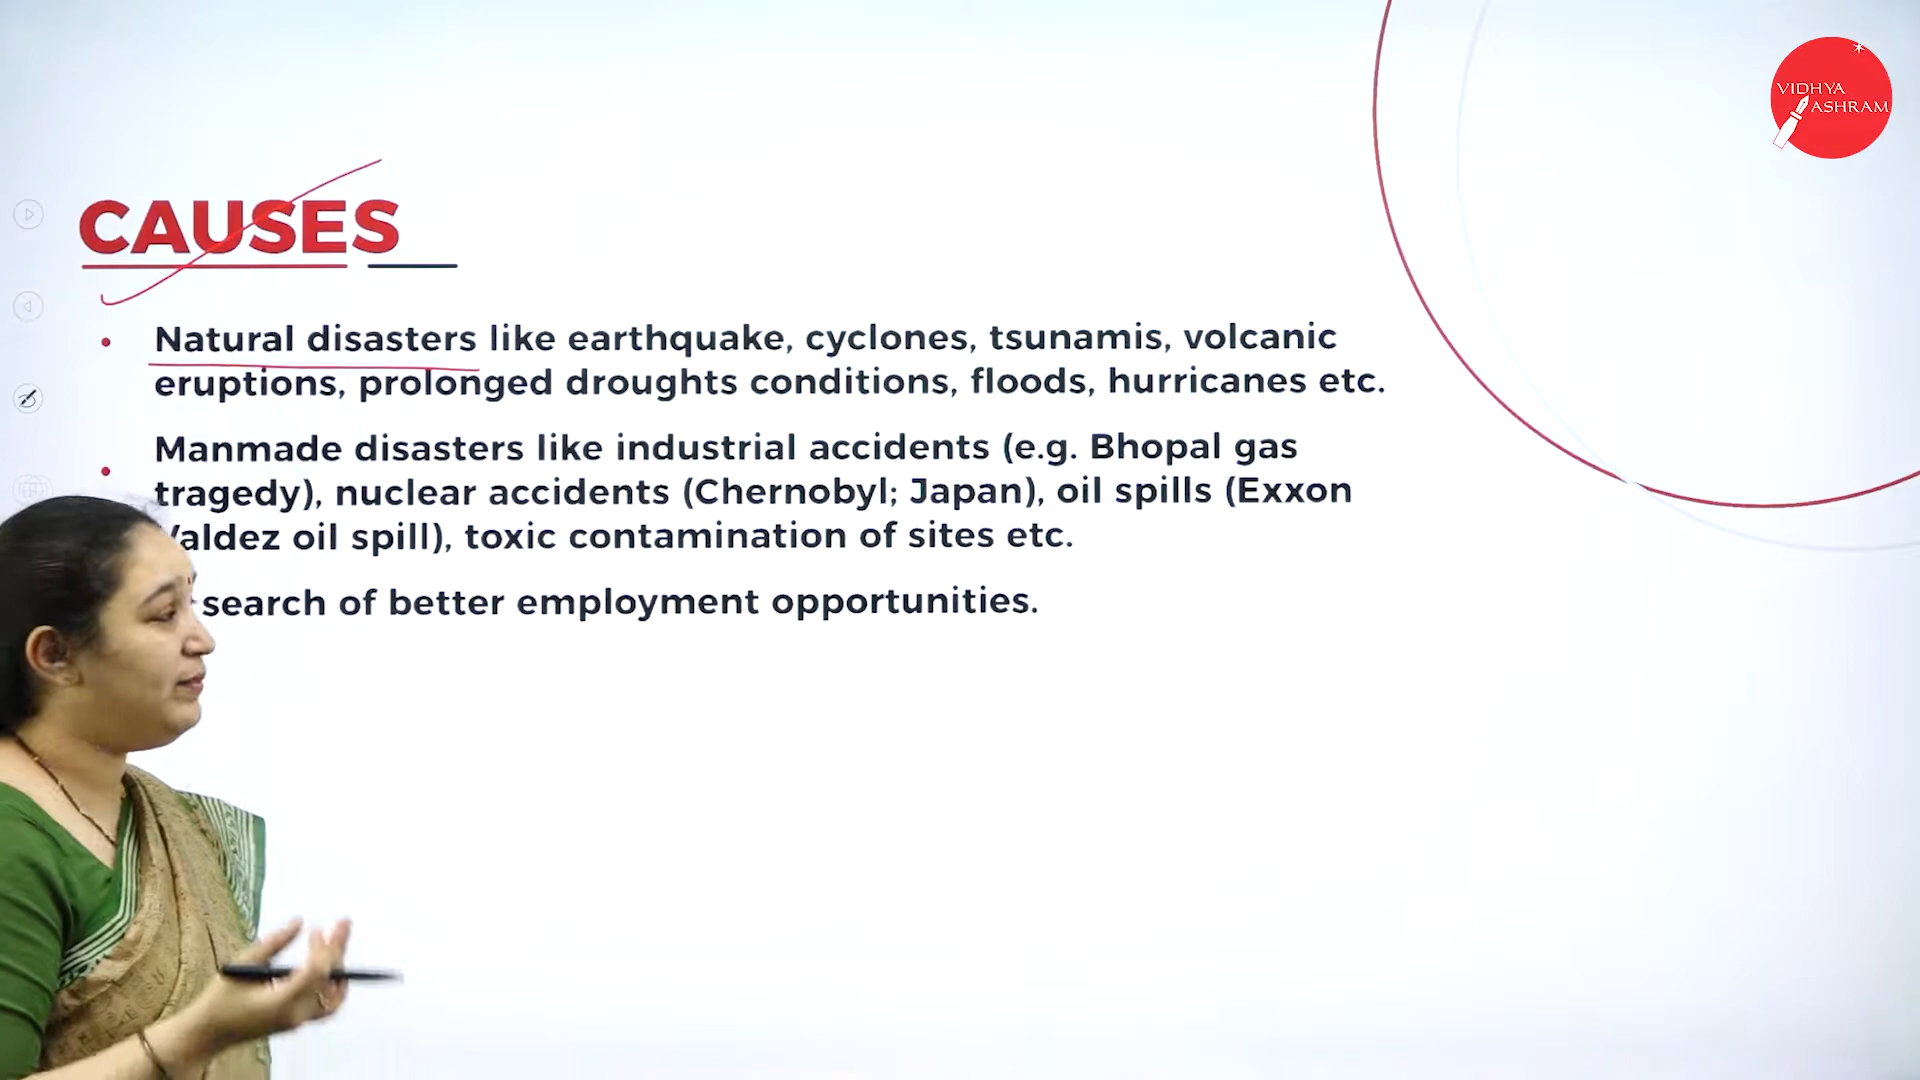 VIDHYA
ASHRAM
CAUSES
Natural disasters like earthquake, cyclones, tsunamis, volcanic
eruptions, prolonged droughts conditions, floods, hurricanes etc.
Manmade disasters like industrial accidents (e.g. Bhopal gas
tragedy), nuclear accidents (Chernobyl; Japan), oil spills (Exxon
Valdez oil spill), toxic contamination of sites etc.
search of better employment opportunities.